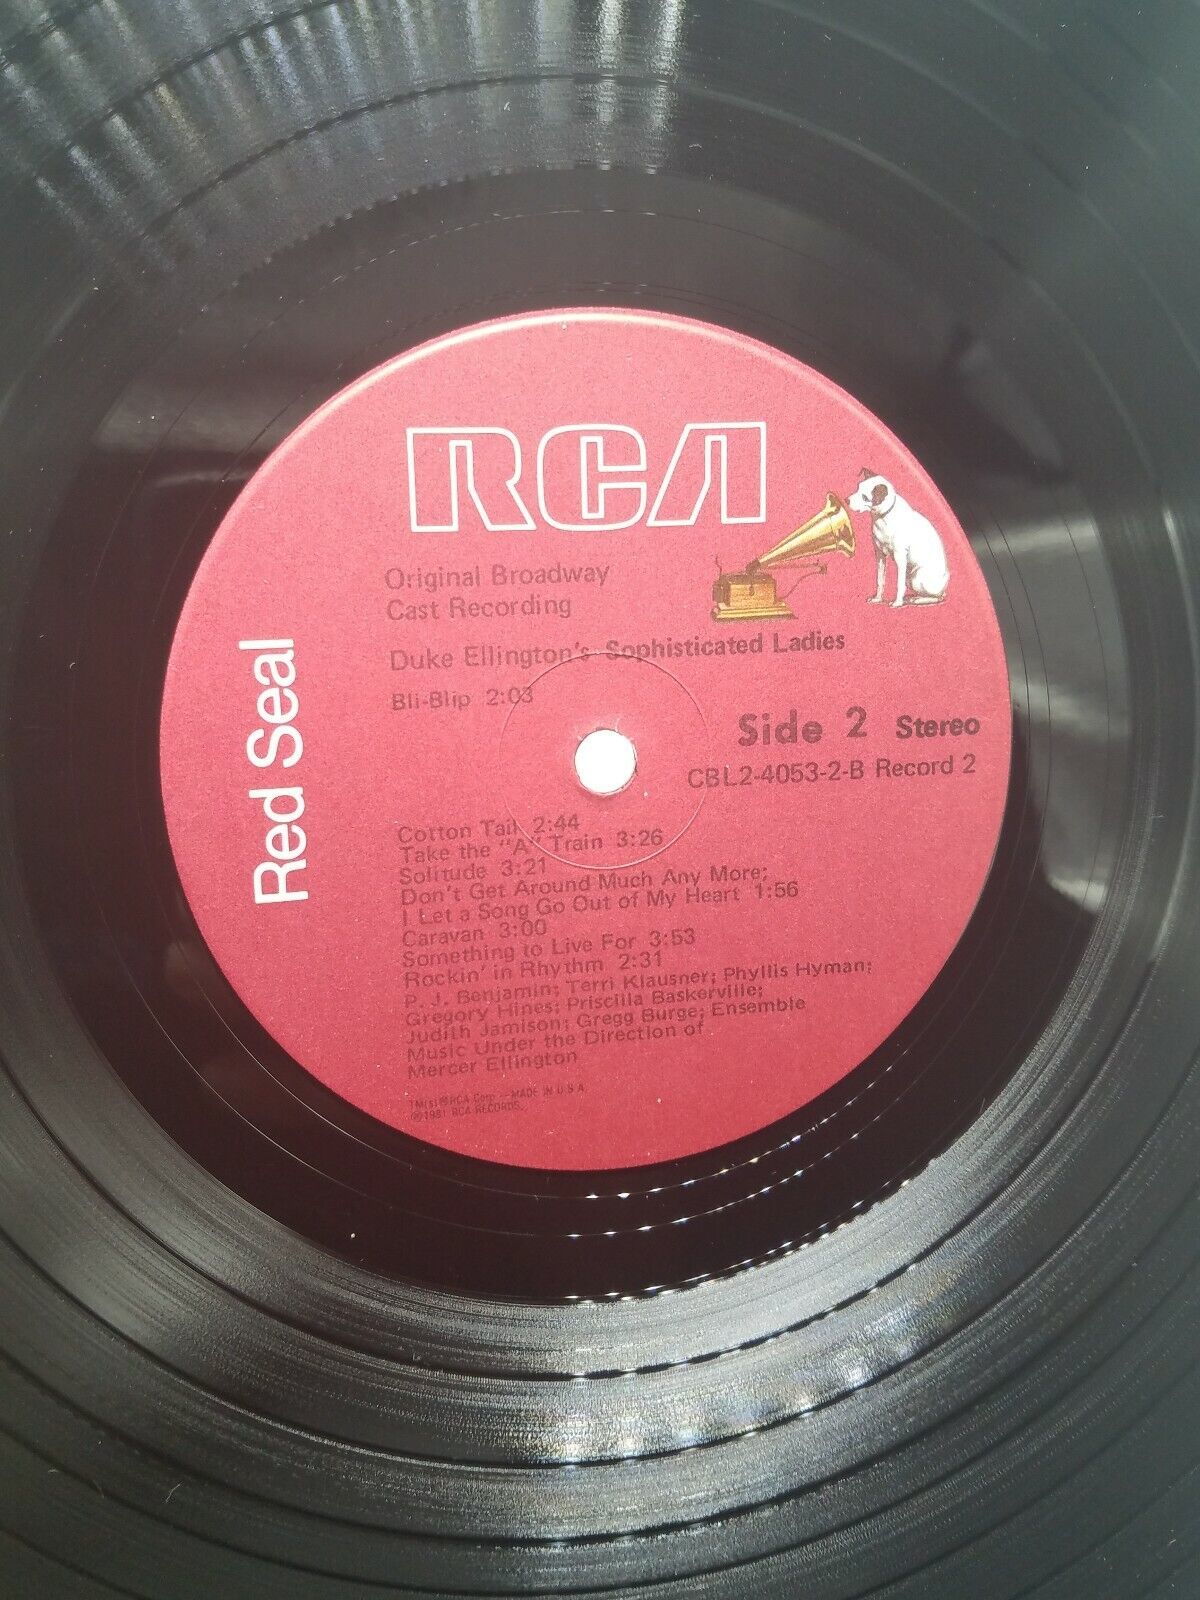 RCA
Original Broadway
Cast Recording
Duke Ellington's Sophisticated Ladies
Bli-Blip 2:03
Side 2 Stereo
CBL2-4053-2-B Record 2
Red Seal
Cotton Tail 2:44
Take the "A" Train 3:26
Solitude 3:21
Don't Get Around Much Any More;
I Let a Song Go Out of My Heart 1:56
Caravan 3:00
Something to Live For 3:53
Rockin' in Rhythm 2:31
P. J. Benjamin; Terri Klausner; Phyllis Hyman;
Gregory Hines; Priscilla Baskerville;
Judith Jamison; Gregg Burge; Ensemble
Music Under the Direction of
Mercer Ellington
TM(s)®RCA Corp.—MADE IN U.S.A.
℗1981 RCA RECORDS.